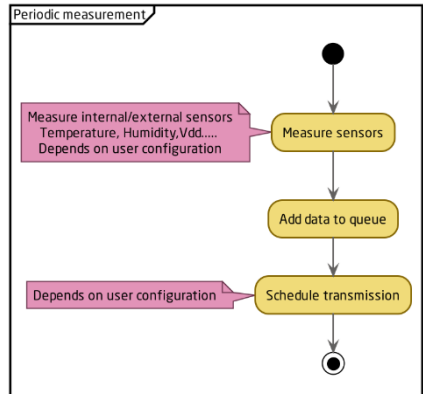 Periodic measurement
Measure internal/external sensors
Temperature, Humidity,Vdd.....
Depends on user configuration
Measure sensors
Add data to queue
Depends on user configuration
Schedule transmission